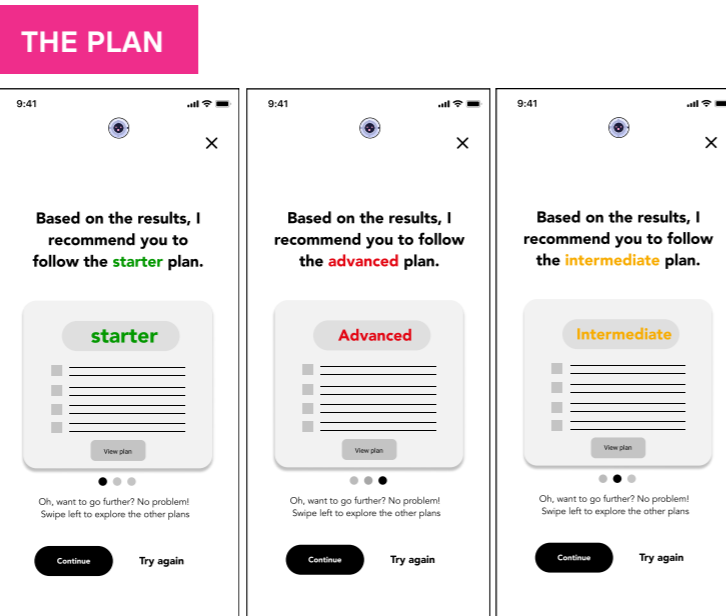 THE PLAN
9:41
Based on the results, I
recommend you to
follow the starter plan.
starter
View plan
Oh, want to go further? No problem!
Swipe left to explore the other plans
Continue
Try again
9:41
Based on the results, I
recommend you to follow
the advanced plan.
Advanced
View plan
Oh, want to go further? No problem!
Swipe left to explore the other plans
Continue
Try again
9:41
Based on the results, I
recommend you to follow
the intermediate plan.
Intermediate
View plan
Oh, want to go further? No problem!
Swipe left to explore the other plans
Continue
Try again